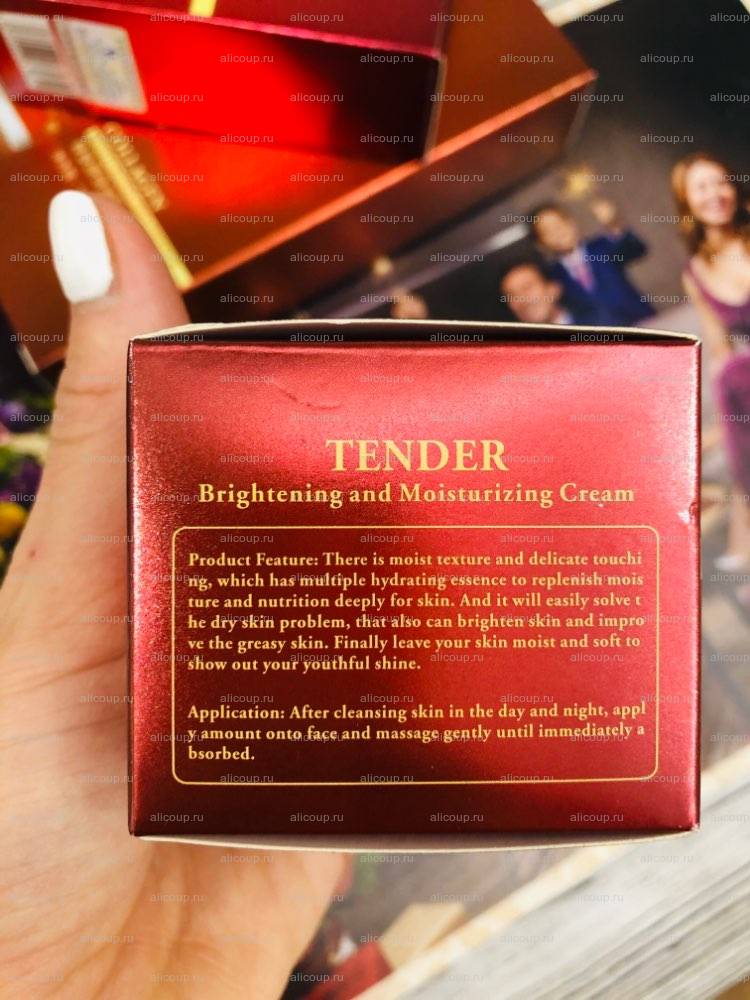 TENDER
Brightening and Moisturizing Cream
Product Feature: There is moist texture and delicate touchi
ng, which has multiple hydrating essence to replenish mois
ture and nutrition deeply for skin. And it will easily solve t
he dry skin problem, that also can brighten skin and impro
ve the greasy skin. Finally leave your skin moist and soft to
show out your youthful shine.
Application: After cleansing skin in the day and night, appl
y amount onto face and massage gently until immediately a
bsorbed.
alicoup.ru